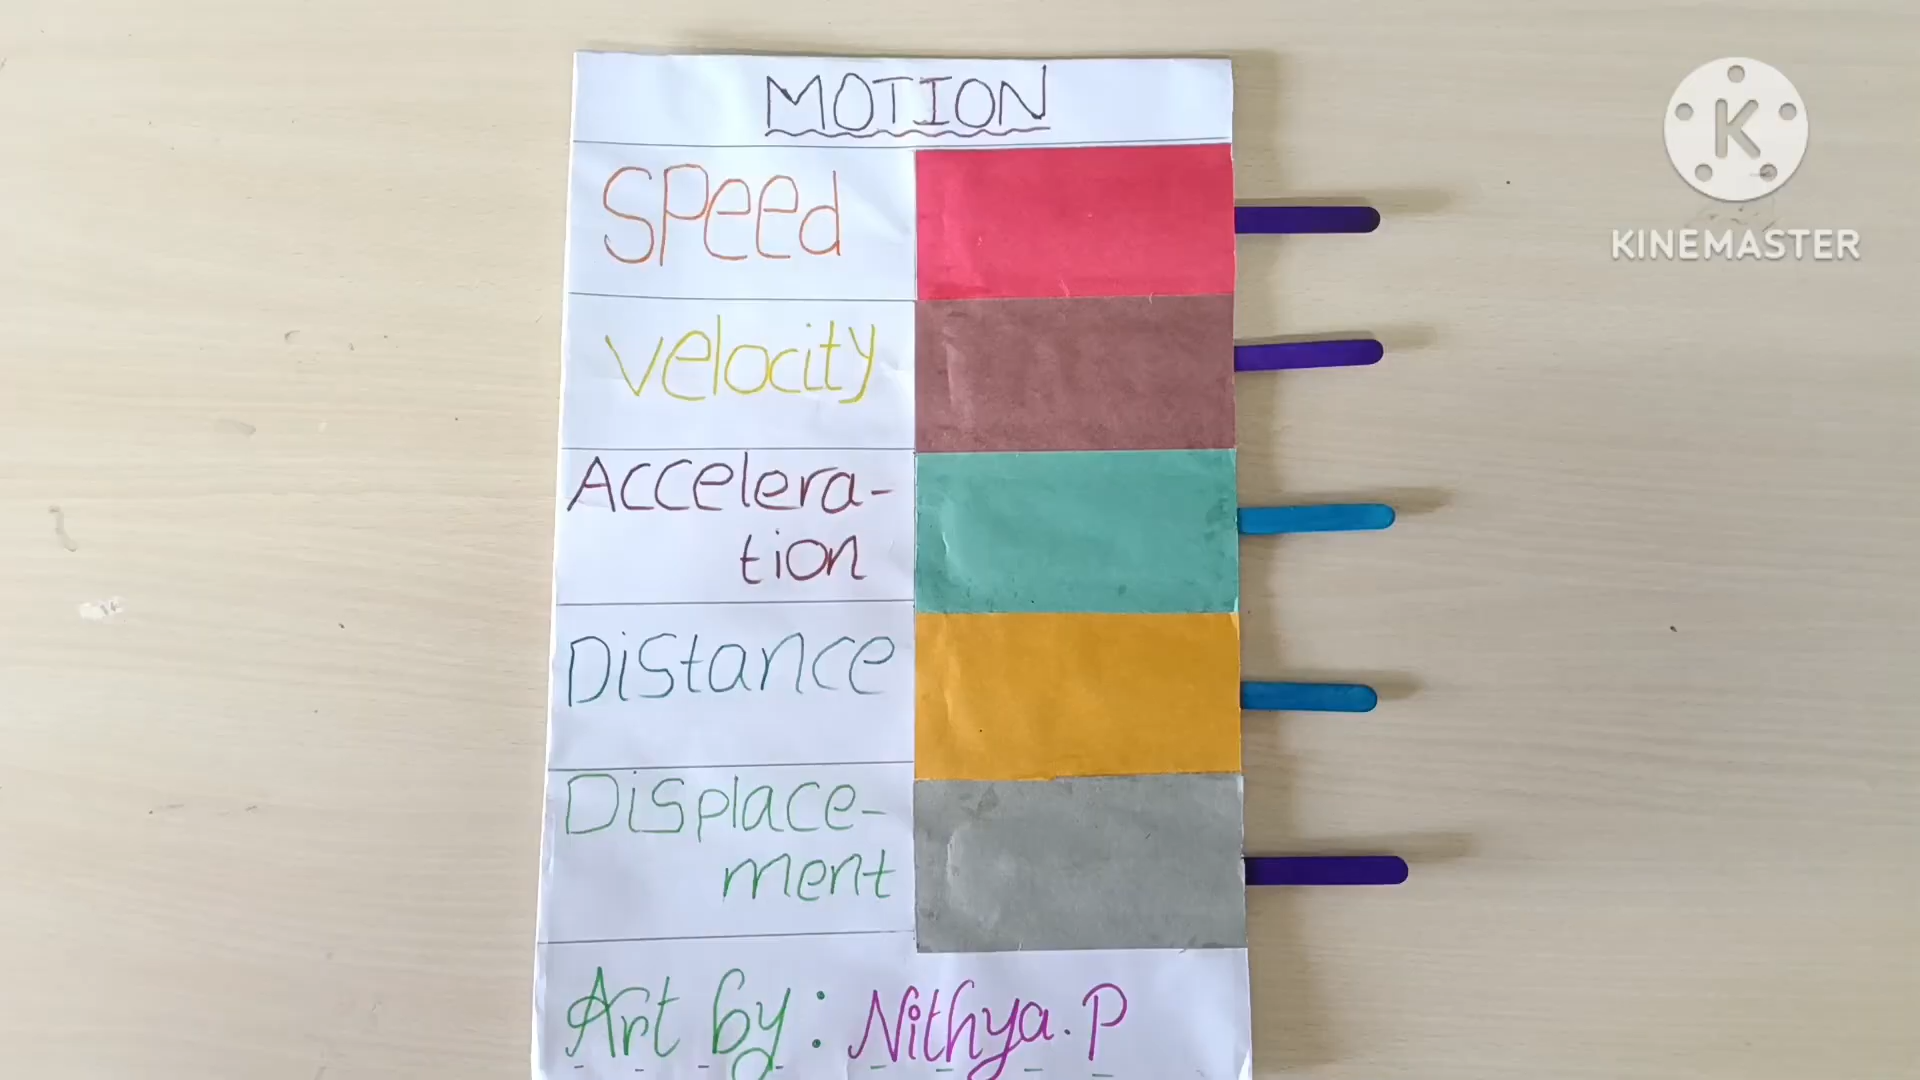 MOTION
Speed
Velocity
Accelera-
tion
Distance
Displace-
ment
Art by: Nithya.P
K
KINEMASTER